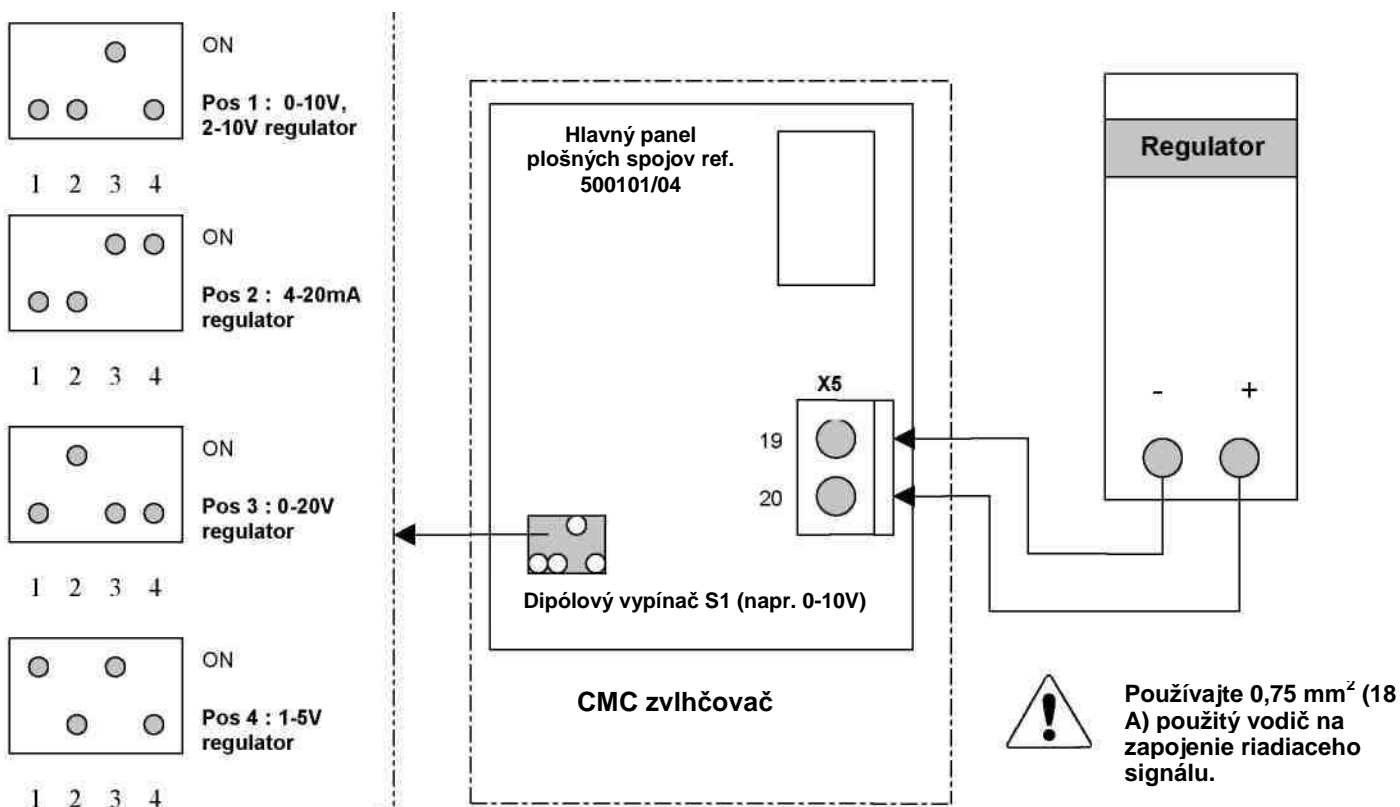 ON
Pos 1 : 0-10V,
2-10V regulator
1 2 3 4
ON
Pos 2 : 4-20mA
regulator
1 2 3 4
ON
Pos 3 : 0-20V
regulator
1 2 3 4
ON
Pos 4 : 1-5V
regulator
1 2 3 4
Hlavný panel
plošných spojov ref.
500101/04
X5
19
20
Dipólový vypínač S1 (napr. 0-10V)
CMC zvlhčovač
Regulator
- +
Používajte 0,75 mm² (18
A) použitý vodič na
zapojenie riadiaceho
signálu.